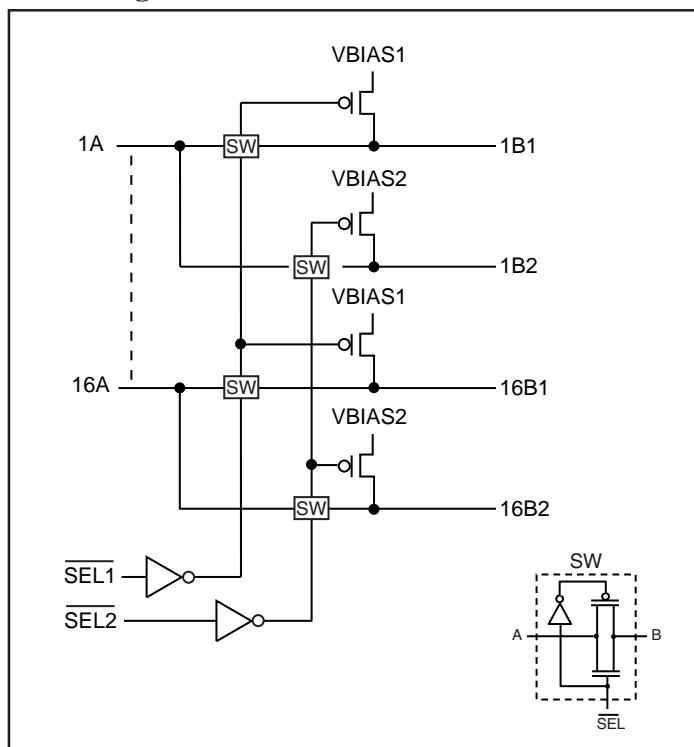 VBIAS1
1A SW 1B1
VBIAS2
SW 1B2
VBIAS1
16A SW 16B1
VBIAS2
SW 16B2
SEL1
SEL2
SW
A B
SEL